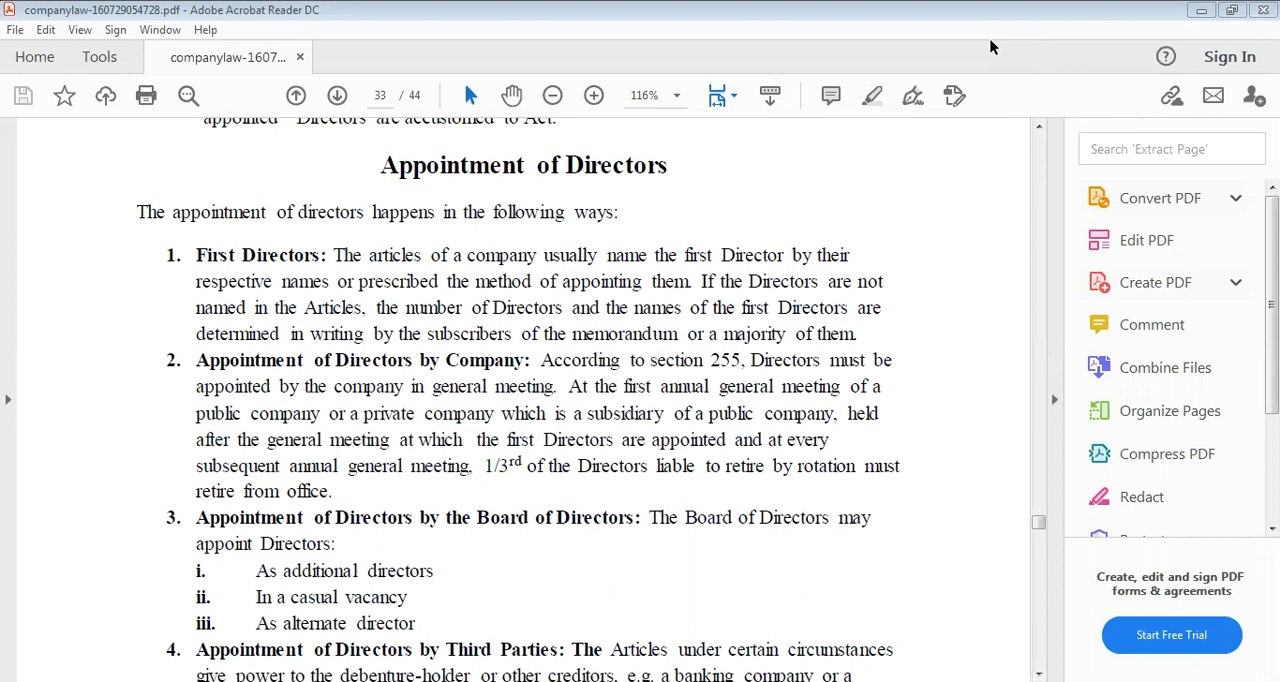 companylaw-160729054728.pdf - Adobe Acrobat Reader DC
File Edit View Sign Window Help
Home Tools companylaw-1607... × Sign In
33 / 44 116%
appointed Directors are accustomed to Act.
Appointment of Directors
The appointment of directors happens in the following ways:
1. First Directors: The articles of a company usually name the first Director by their
respective names or prescribed the method of appointing them. If the Directors are not
named in the Articles, the number of Directors and the names of the first Directors are
determined in writing by the subscribers of the memorandum or a majority of them.
2. Appointment of Directors by Company: According to section 255, Directors must be
appointed by the company in general meeting. At the first annual general meeting of a
public company or a private company which is a subsidiary of a public company, held
after the general meeting at which the first Directors are appointed and at every
subsequent annual general meeting, 1/3rd of the Directors liable to retire by rotation must
retire from office.
3. Appointment of Directors by the Board of Directors: The Board of Directors may
appoint Directors:
i. As additional directors
ii. In a casual vacancy
iii. As alternate director
4. Appointment of Directors by Third Parties: The Articles under certain circumstances
give power to the debenture-holder or other creditors, e.g. a banking company or a
Search 'Extract Page'
Convert PDF
Edit PDF
Create PDF
Comment
Combine Files
Organize Pages
Compress PDF
Redact
Create, edit and sign PDF
forms & agreements
Start Free Trial